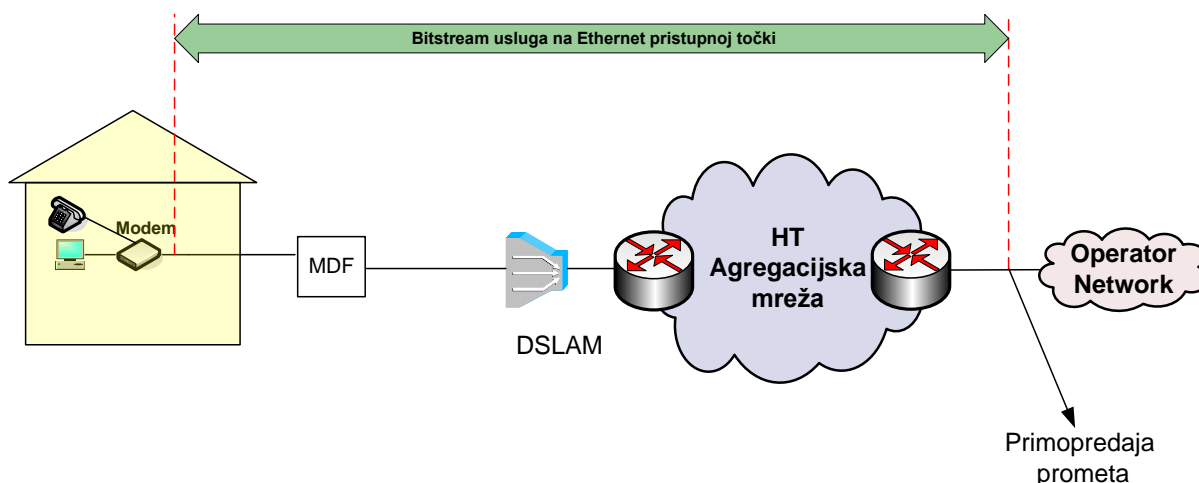 Bitstream usluga na Ethernet pristupnoj točki
Modem
MDF
DSLAM
HT
Agregacijska
mreža
Operator
Network
Primopredaja
prometa